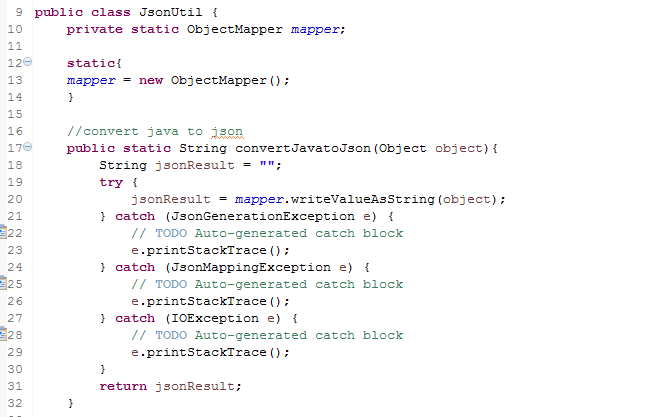 9 public class JsonUtil {
10     private static ObjectMapper mapper;
11
12     static{
13     mapper = new ObjectMapper();
14     }
15
16     //convert java to json
17     public static String convertJavatoJson(Object object){
18         String jsonResult = "";
19         try {
20             jsonResult = mapper.writeValueAsString(object);
21         } catch (JsonGenerationException e) {
22             // TODO Auto-generated catch block
23             e.printStackTrace();
24         } catch (JsonMappingException e) {
25             // TODO Auto-generated catch block
26             e.printStackTrace();
27         } catch (IOException e) {
28             // TODO Auto-generated catch block
29             e.printStackTrace();
30         }
31         return jsonResult;
32     }